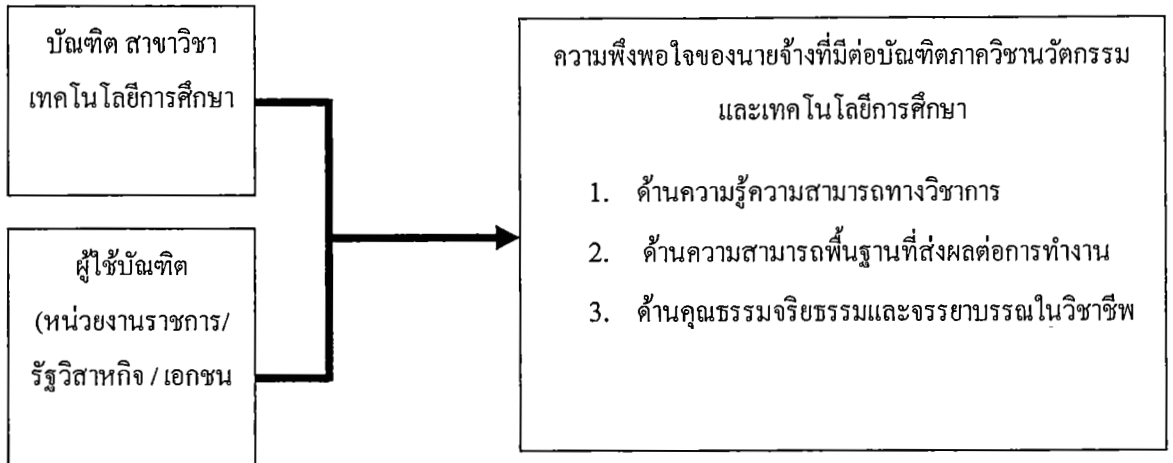 บัณฑิต สาขาวิชา
เทคโนโลยีการศึกษา
ผู้ใช้บัณฑิต
(หน่วยงานราชการ/
รัฐวิสาหกิจ / เอกชน
ความพึงพอใจของนายจ้างที่มีต่อบัณฑิตภาควิชานวัตกรรม
และเทคโนโลยีการศึกษา
1. ด้านความรู้ความสามารถทางวิชาการ
2. ด้านความสามารถพื้นฐานที่ส่งผลต่อการทำงาน
3. ด้านคุณธรรมจริยธรรมและจรรยาบรรณในวิชาชีพ